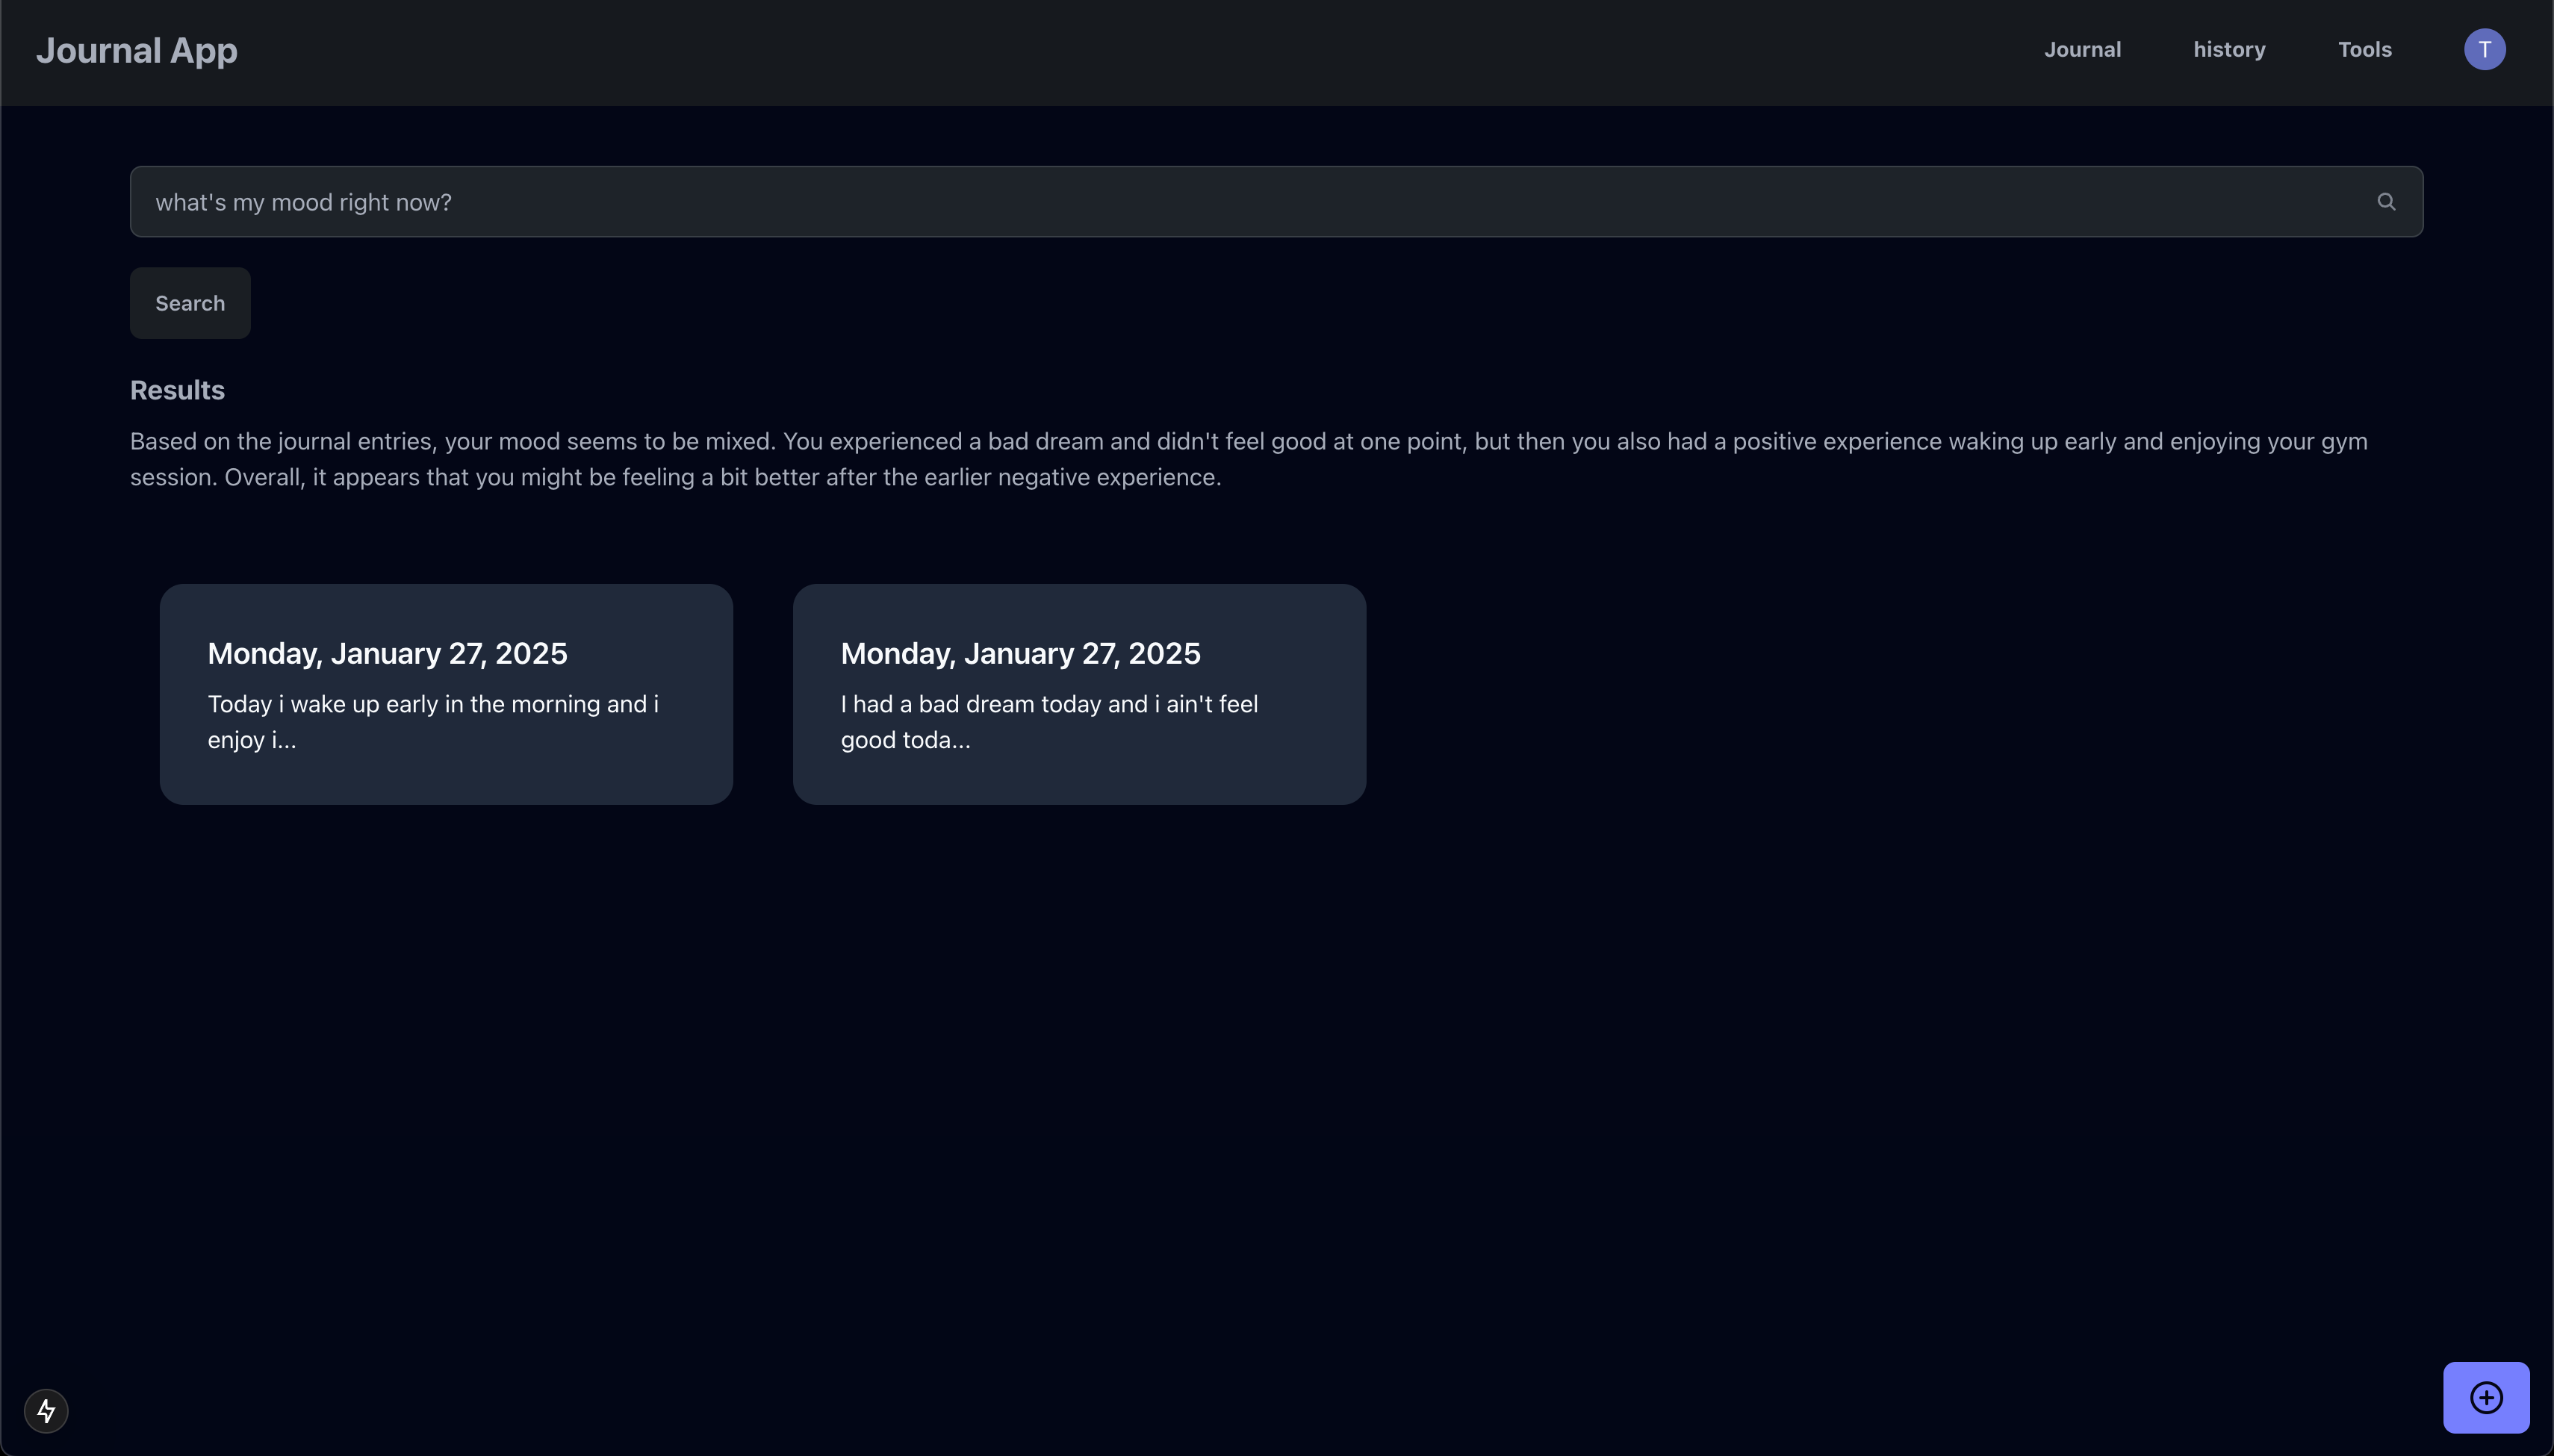 Journal App
Journal
history
Tools
T
what's my mood right now?
Search
Results
Based on the journal entries, your mood seems to be mixed. You experienced a bad dream and didn't feel good at one point, but then you also had a positive experience waking up early and enjoying your gym
session. Overall, it appears that you might be feeling a bit better after the earlier negative experience.
Monday, January 27, 2025
Today i wake up early in the morning and i
enjoy i...
Monday, January 27, 2025
I had a bad dream today and i ain't feel
good toda...